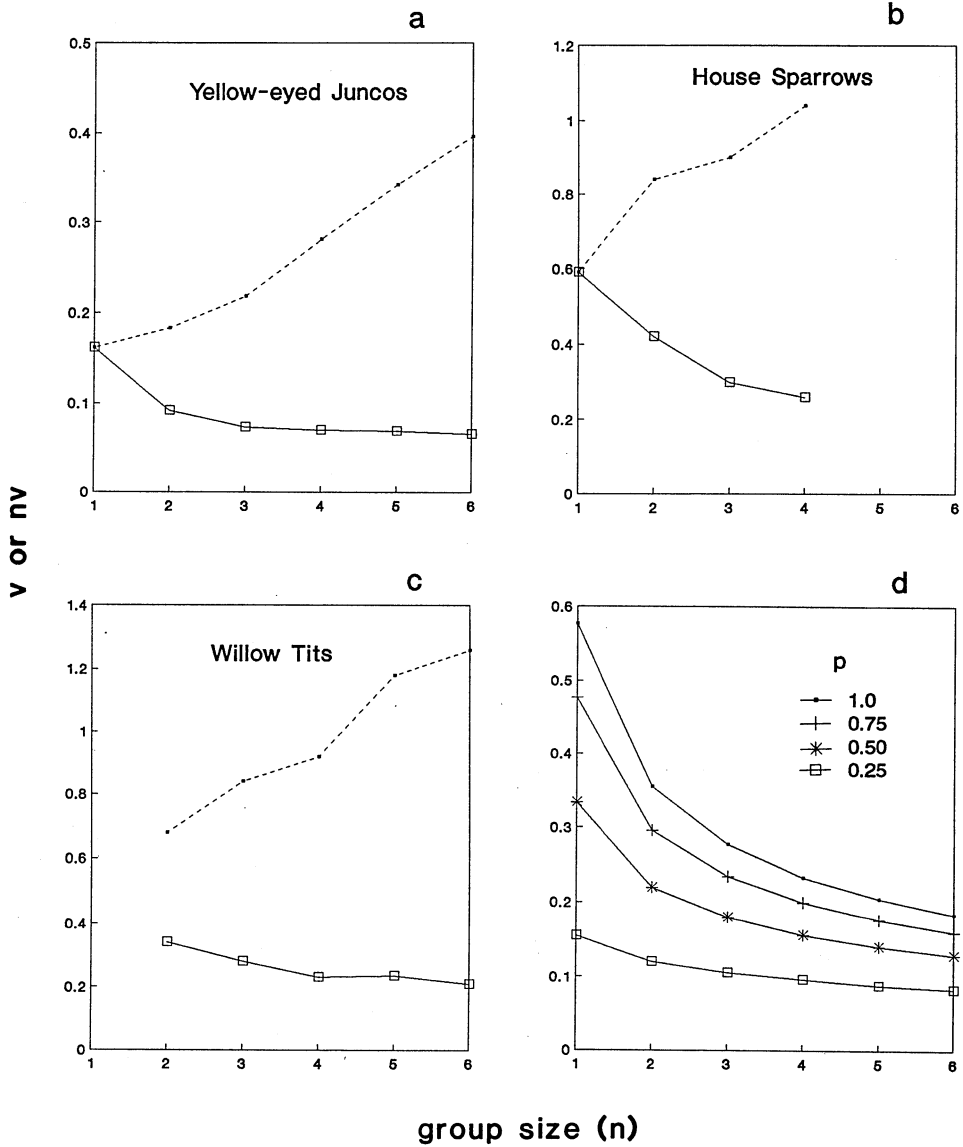 a
0.5
Yellow-eyed Juncos
0.4
0.3
0.2
0.1
0
1 2 3 4 5 6
b
1.2
House Sparrows
1
0.8
0.6
0.4
0.2
0
1 2 3 4 5 6
v or nv
c
1.4
Willow Tits
1.2
1
0.8
0.6
0.4
0.2
0
1 2 3 4 5 6
d
0.6
p
0.5
1.0
0.75
0.50
0.25
0.4
0.3
0.2
0.1
0
1 2 3 4 5 6
group size (n)